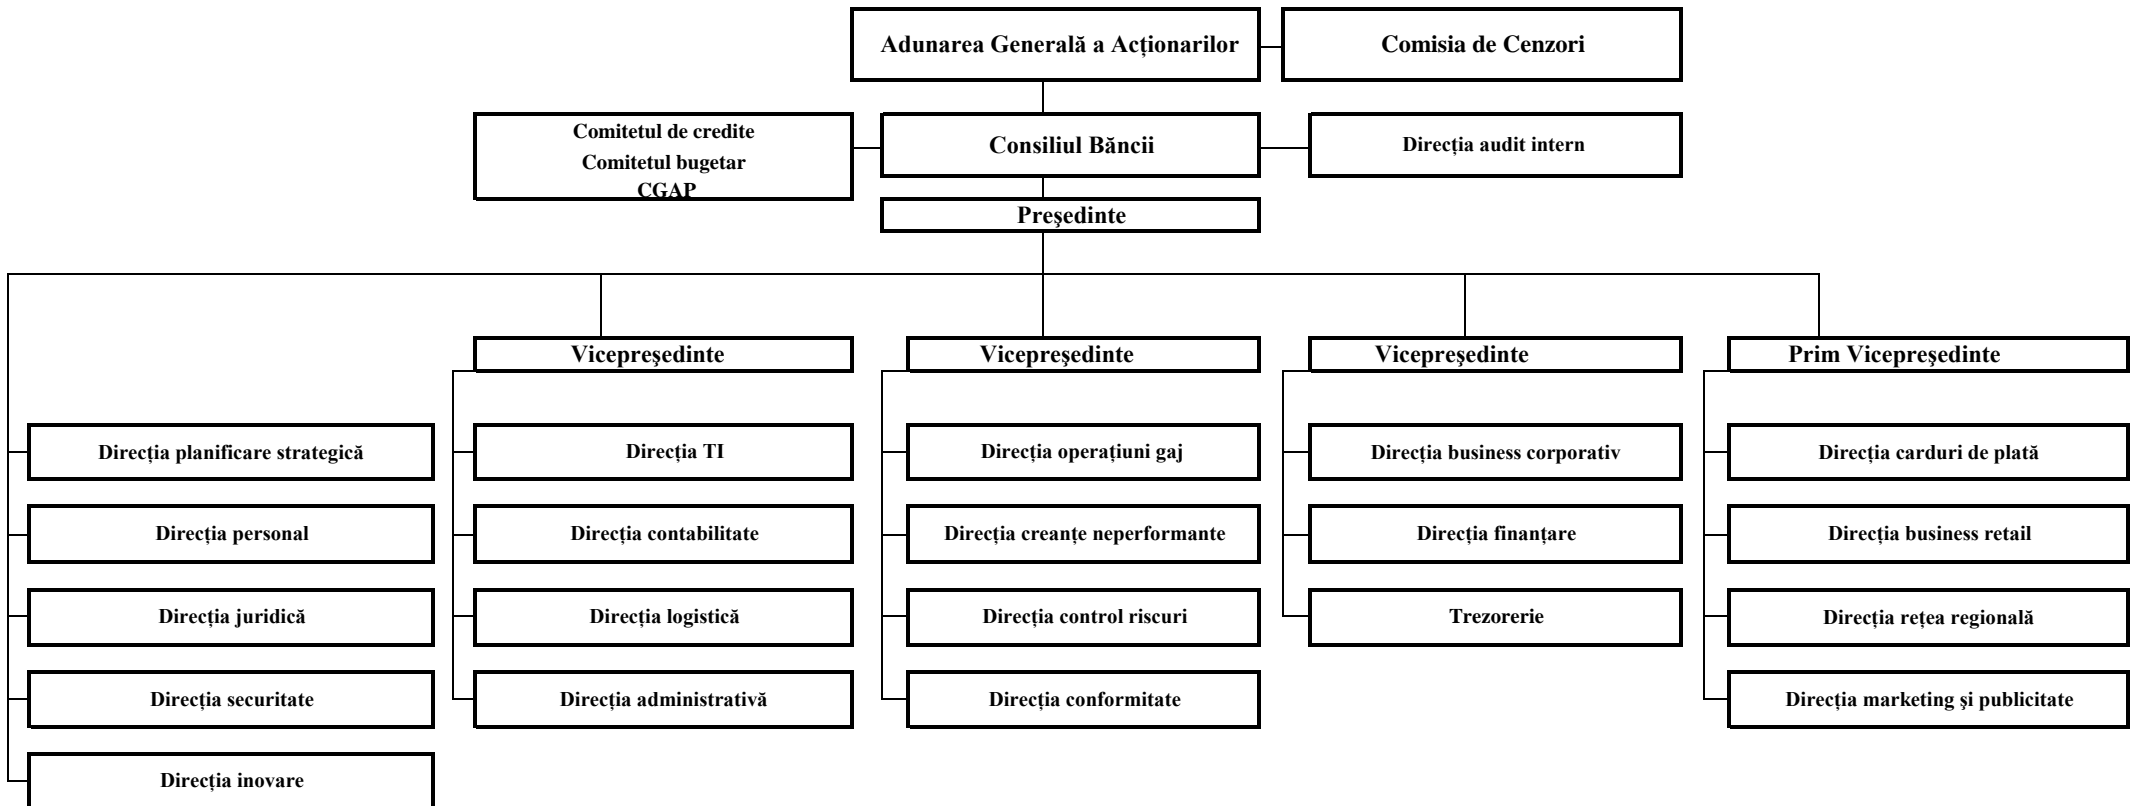 Adunarea Generală a Acționarilor
Comisia de Cenzori
Comitetul de credite
Comitetul bugetar
CGAP
Consiliul Băncii
Direcția audit intern
Preşedinte
Vicepreşedinte
Vicepreşedinte
Vicepreşedinte
Prim Vicepreşedinte
Direcția planificare strategică
Direcția TI
Direcția operațiuni gaj
Direcția business corporativ
Direcția carduri de plată
Direcția personal
Direcția contabilitate
Direcția creanțe neperformante
Direcția finanțare
Direcția business retail
Direcția juridică
Direcția logistică
Direcția control riscuri
Trezorerie
Direcția rețea regională
Direcția securitate
Direcția administrativă
Direcția conformitate
Direcția marketing şi publicitate
Direcția inovare